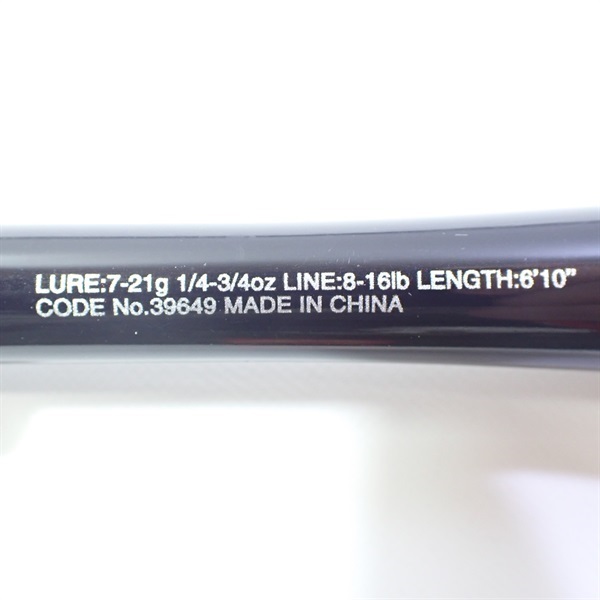 LURE:7-21g 1/4-3/4oz LINE:8-16lb LENGTH:6'10"
CODE No.39649 MADE IN CHINA